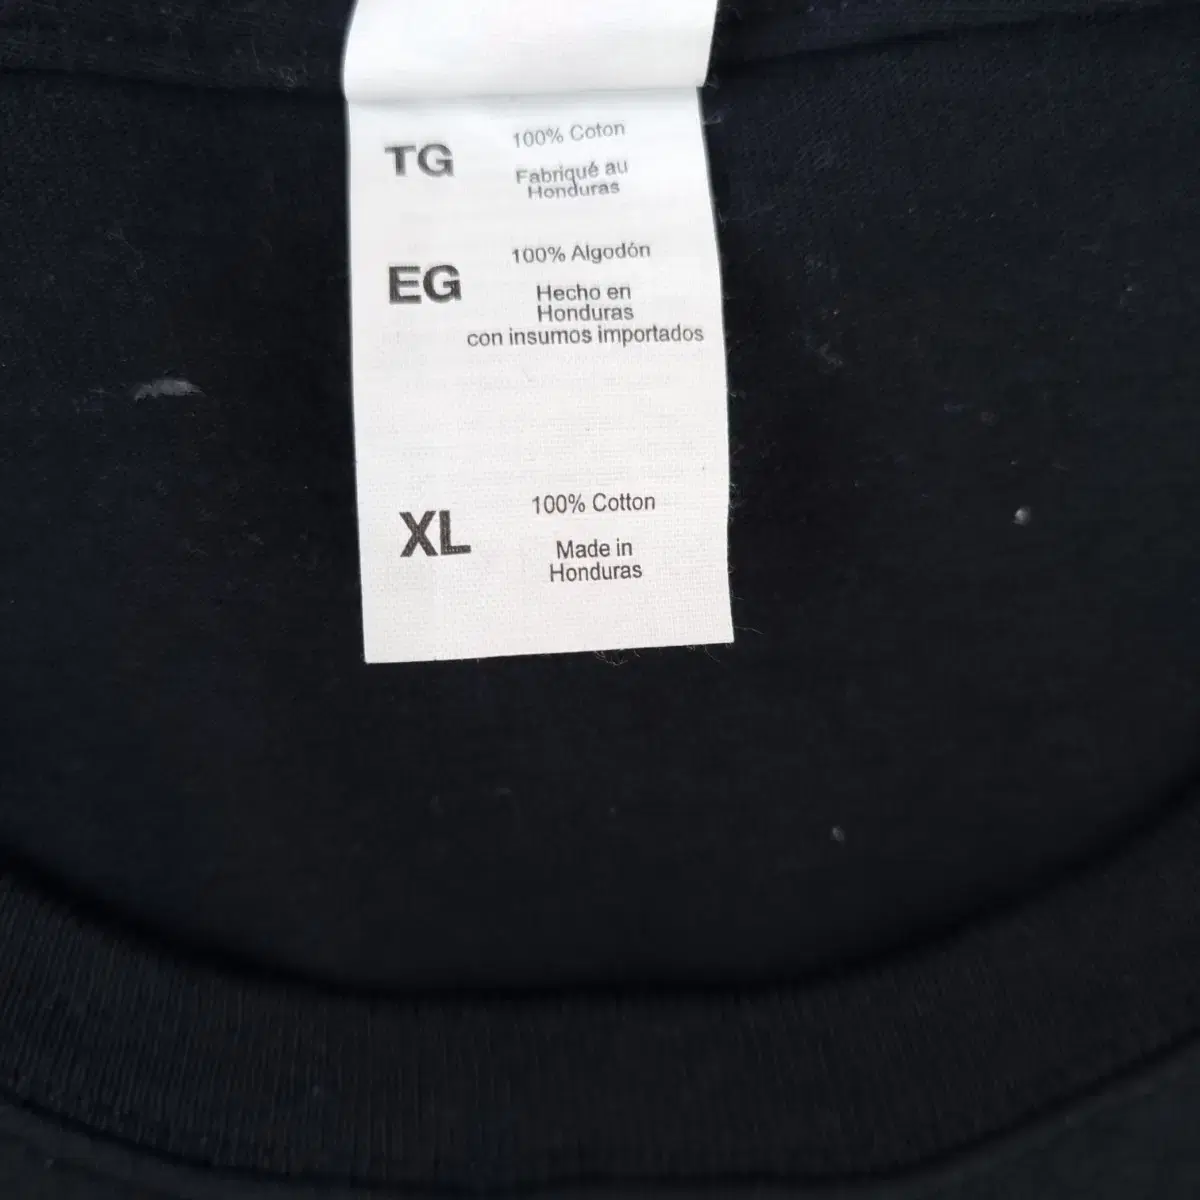 TG
100% Coton
Fabriqué au
Honduras
EG
100% Algodón
Hecho en
Honduras
con insumos importados
XL
100% Cotton
Made in
Honduras